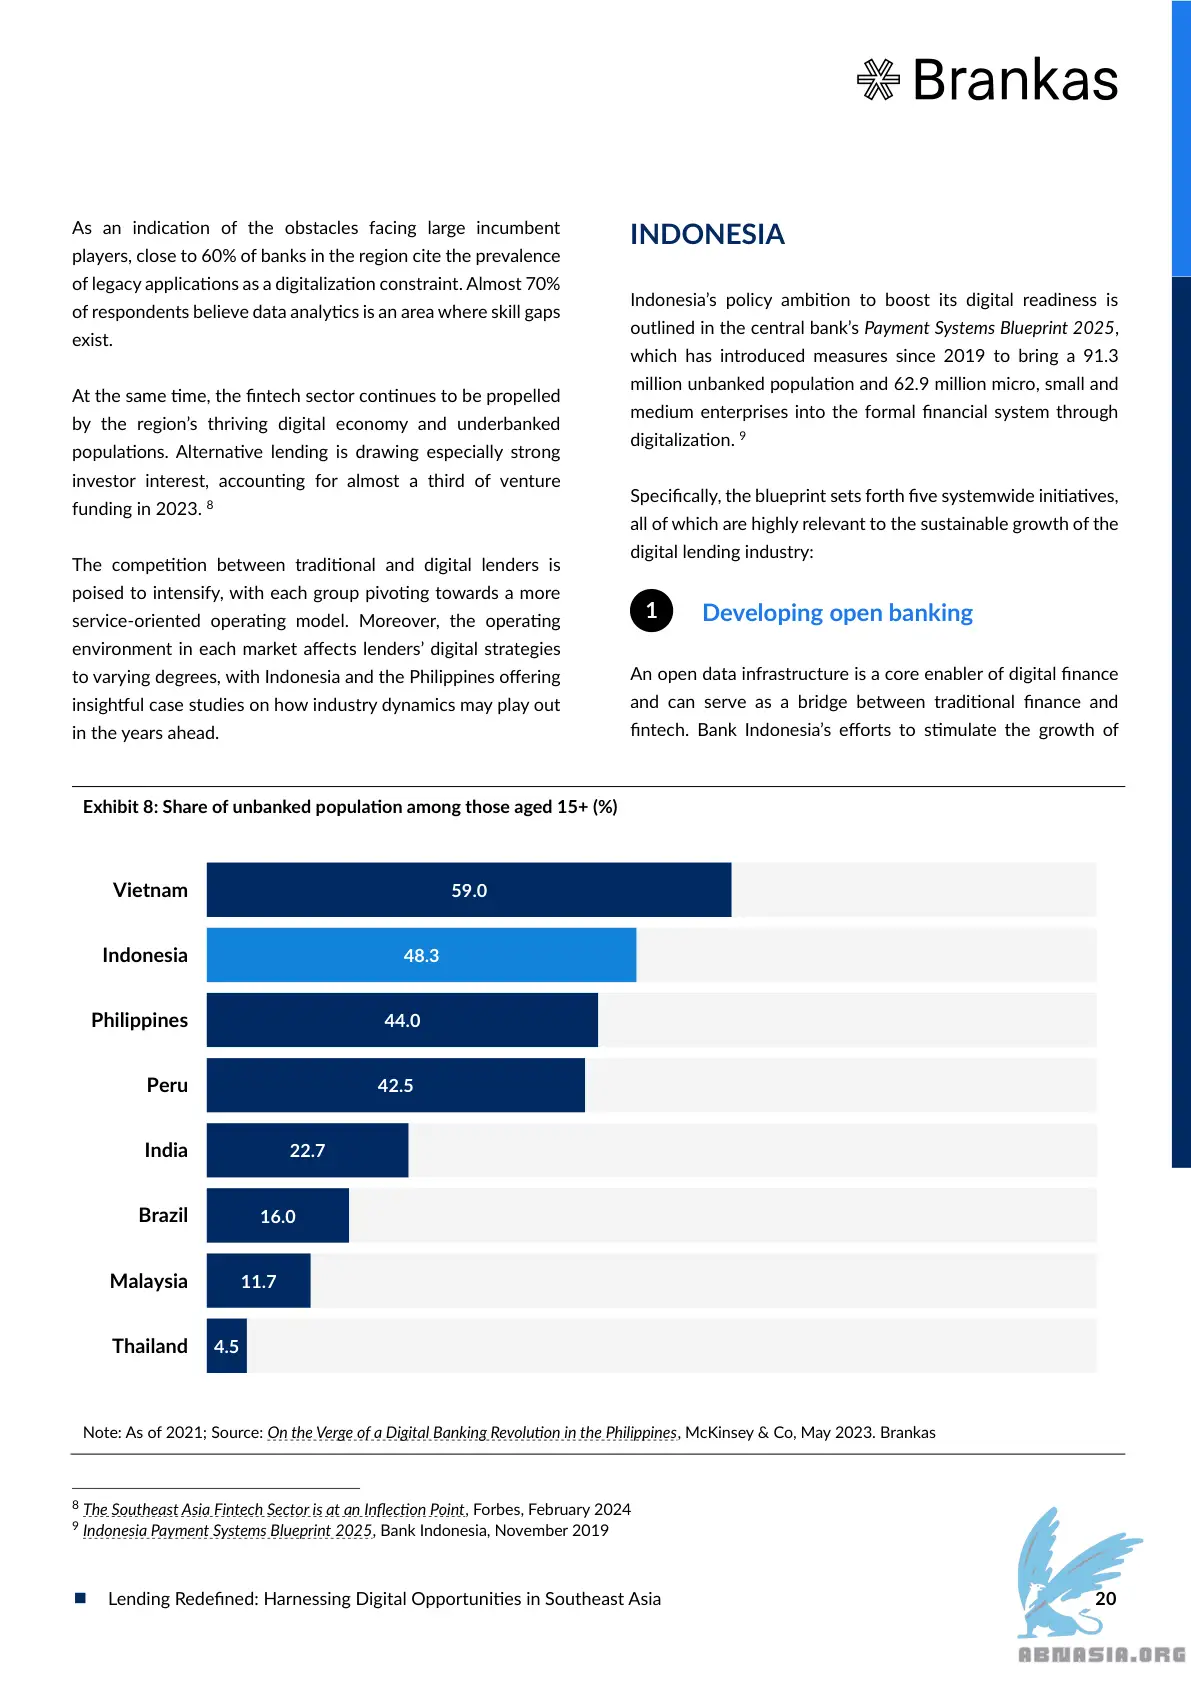 Brankas
As an indication of the obstacles facing large incumbent
players, close to 60% of banks in the region cite the prevalence
of legacy applications as a digitalization constraint. Almost 70%
of respondents believe data analytics is an area where skill gaps
exist.
At the same time, the fintech sector continues to be propelled
by the region’s thriving digital economy and underbanked
populations. Alternative lending is drawing especially strong
investor interest, accounting for almost a third of venture
funding in 2023. 8
The competition between traditional and digital lenders is
poised to intensify, with each group pivoting towards a more
service-oriented operating model. Moreover, the operating
environment in each market affects lenders’ digital strategies
to varying degrees, with Indonesia and the Philippines offering
insightful case studies on how industry dynamics may play out
in the years ahead.
INDONESIA
Indonesia’s policy ambition to boost its digital readiness is
outlined in the central bank’s Payment Systems Blueprint 2025,
which has introduced measures since 2019 to bring a 91.3
million unbanked population and 62.9 million micro, small and
medium enterprises into the formal financial system through
digitalization. 9
Specifically, the blueprint sets forth five systemwide initiatives,
all of which are highly relevant to the sustainable growth of the
digital lending industry:
1 Developing open banking
An open data infrastructure is a core enabler of digital finance
and can serve as a bridge between traditional finance and
fintech. Bank Indonesia’s efforts to stimulate the growth of
Exhibit 8: Share of unbanked population among those aged 15+ (%)
Vietnam 59.0
Indonesia 48.3
Philippines 44.0
Peru 42.5
India 22.7
Brazil 16.0
Malaysia 11.7
Thailand 4.5
Note: As of 2021; Source: On the Verge of a Digital Banking Revolution in the Philippines, McKinsey & Co, May 2023. Brankas
8 The Southeast Asia Fintech Sector is at an Inflection Point, Forbes, February 2024
9 Indonesia Payment Systems Blueprint 2025, Bank Indonesia, November 2019
Lending Redefined: Harnessing Digital Opportunities in Southeast Asia
20
ABNASIA.ORG